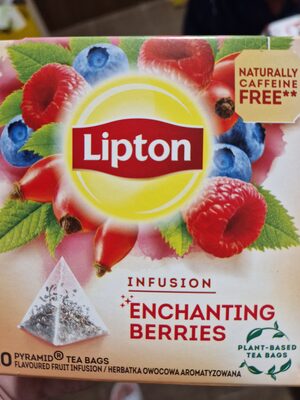 NATURALLY
CAFFEINE
FREE**
Lipton
INFUSION
ENCHANTING
BERRIES
0 PYRAMID® TEA BAGS
FLAVOURED FRUIT INFUSION / HERBATKA OWOCOWA AROMATYZOWANA
PLANT-BASED
TEA BAGS